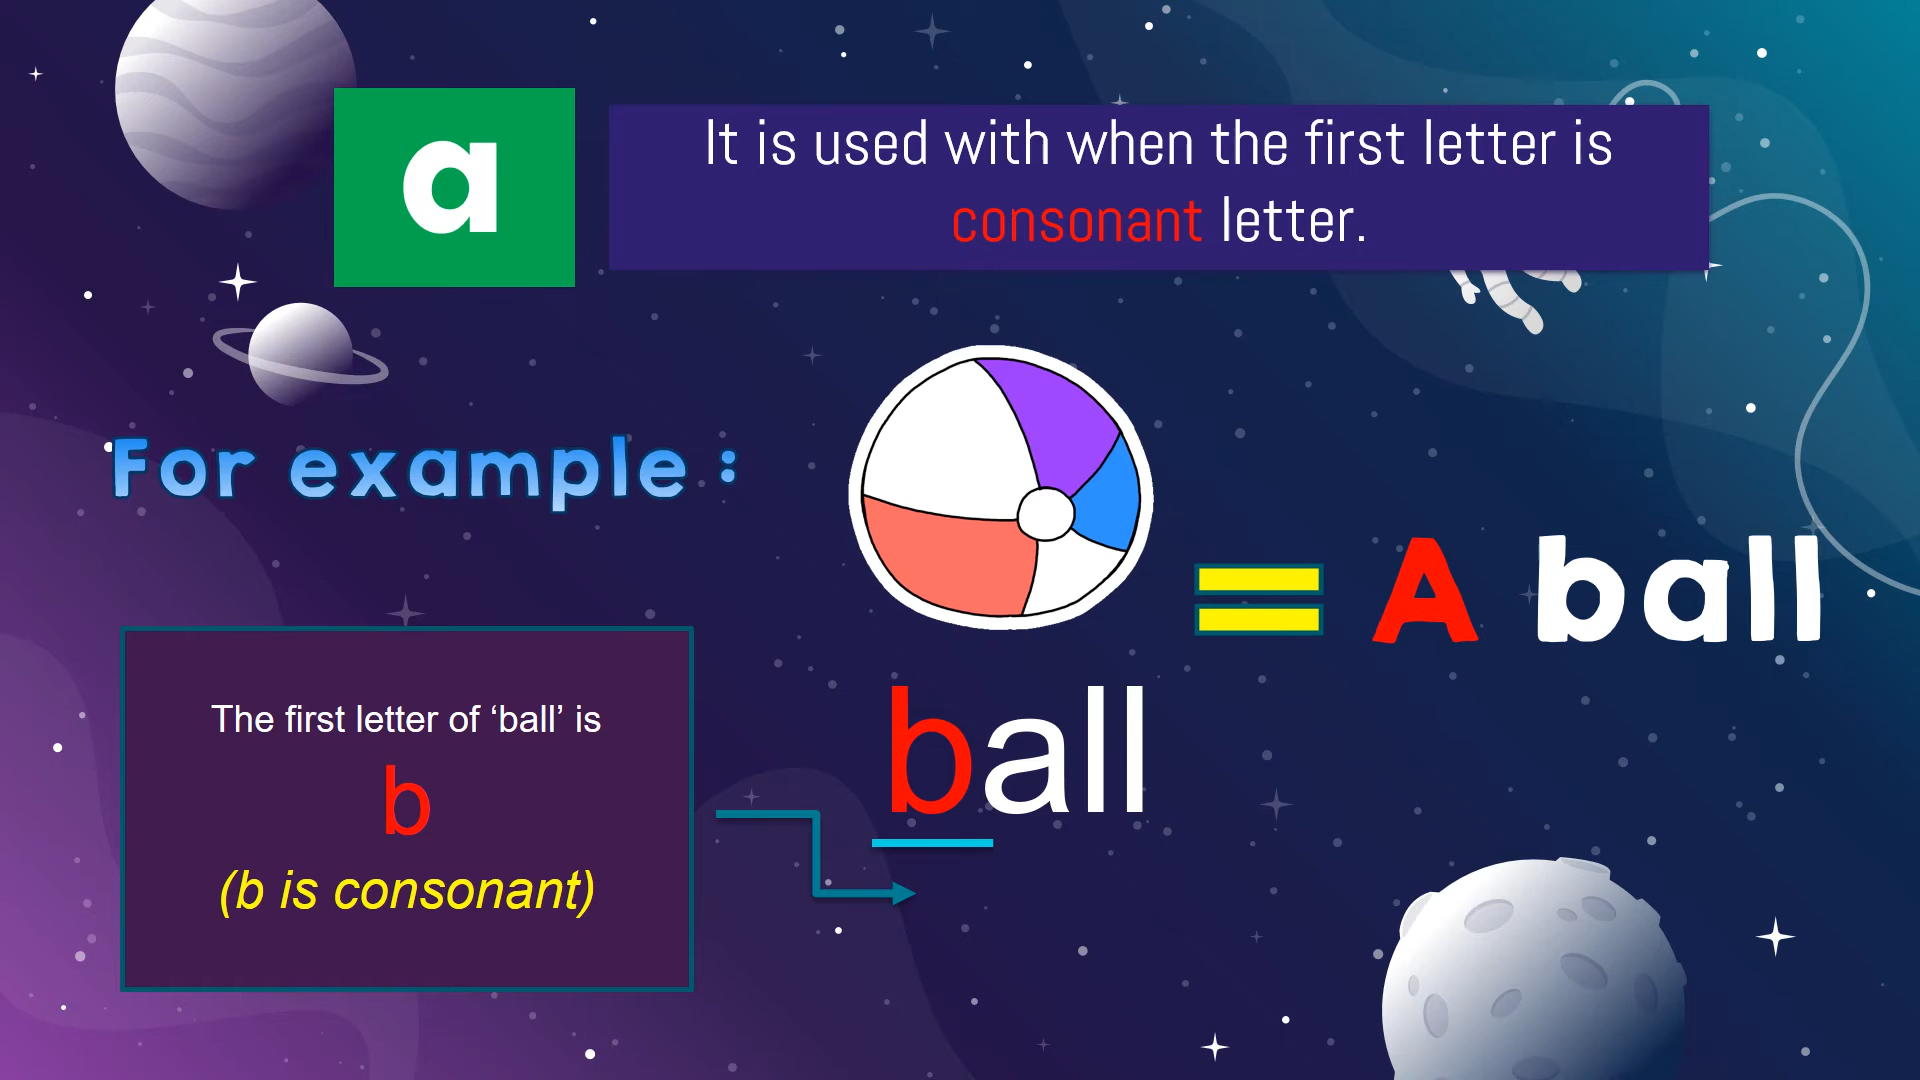 a
It is used with when the first letter is
consonant letter.
For example :
= A ball
ball
The first letter of ‘ball’ is
b
(b is consonant)